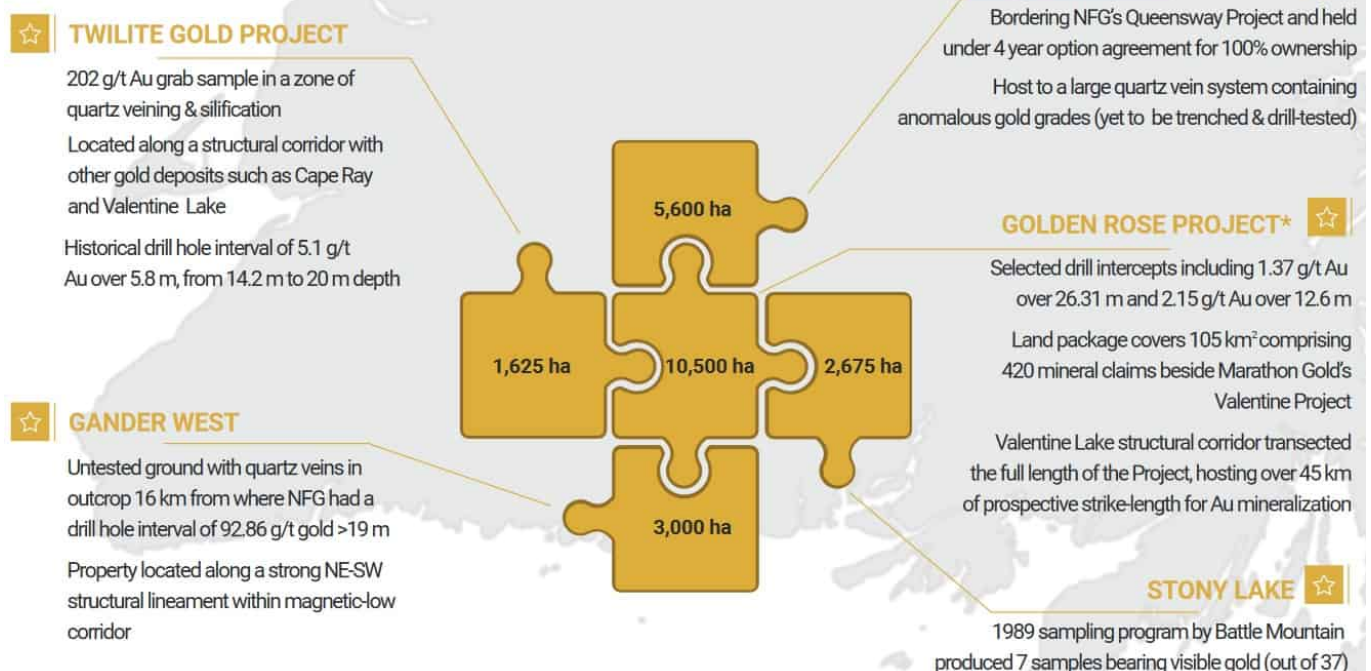 TWILITE GOLD PROJECT
202 g/t Au grab sample in a zone of
quartz veining & silification
Located along a structural corridor with
other gold deposits such as Cape Ray
and Valentine Lake
Historical drill hole interval of 5.1 g/t
Au over 5.8 m, from 14.2 m to 20 m depth
GANDER WEST
Untested ground with quartz veins in
outcrop 16 km from where NFG had a
drill hole interval of 92.86 g/t gold >19 m
Property located along a strong NE-SW
structural lineament within magnetic-low
corridor
5,600 ha
1,625 ha
10,500 ha
2,675 ha
3,000 ha
Bordering NFG's Queensway Project and held
under 4 year option agreement for 100% ownership
Host to a large quartz vein system containing
anomalous gold grades (yet to be trenched & drill-tested)
GOLDEN ROSE PROJECT*
Selected drill intercepts including 1.37 g/t Au
over 26.31 m and 2.15 g/t Au over 12.6 m
Land package covers 105 km² comprising
420 mineral claims beside Marathon Gold's
Valentine Project
Valentine Lake structural corridor transected
the full length of the Project, hosting over 45 km
of prospective strike-length for Au mineralization
STONY LAKE
1989 sampling program by Battle Mountain
produced 7 samples bearing visible gold (out of 37)